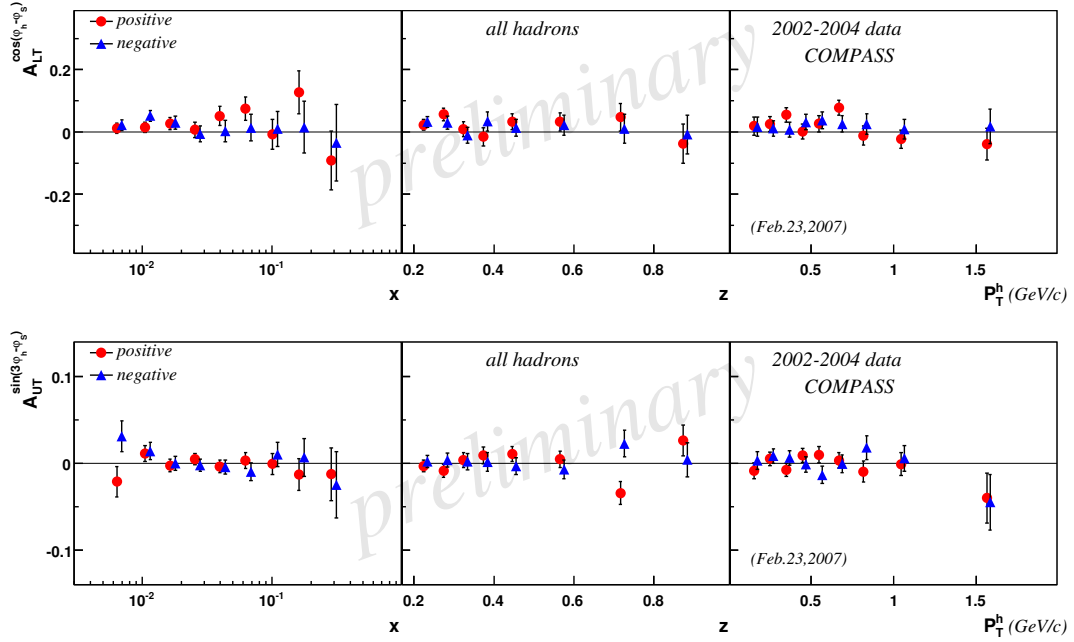 positive
negative
all hadrons
2002-2004 data
COMPASS
A_LT^cos(φ_h-φ_S)
0.2
0
-0.2
preliminary
(Feb.23,2007)
10^-2 10^-1
0.2 0.4 0.6 0.8
0.5 1 1.5
x
z
P_T^h (GeV/c)
positive
negative
all hadrons
2002-2004 data
COMPASS
A_UT^sin(3φ_h-φ_S)
0.1
0
-0.1
preliminary
(Feb.23,2007)
10^-2 10^-1
0.2 0.4 0.6 0.8
0.5 1 1.5
x
z
P_T^h (GeV/c)